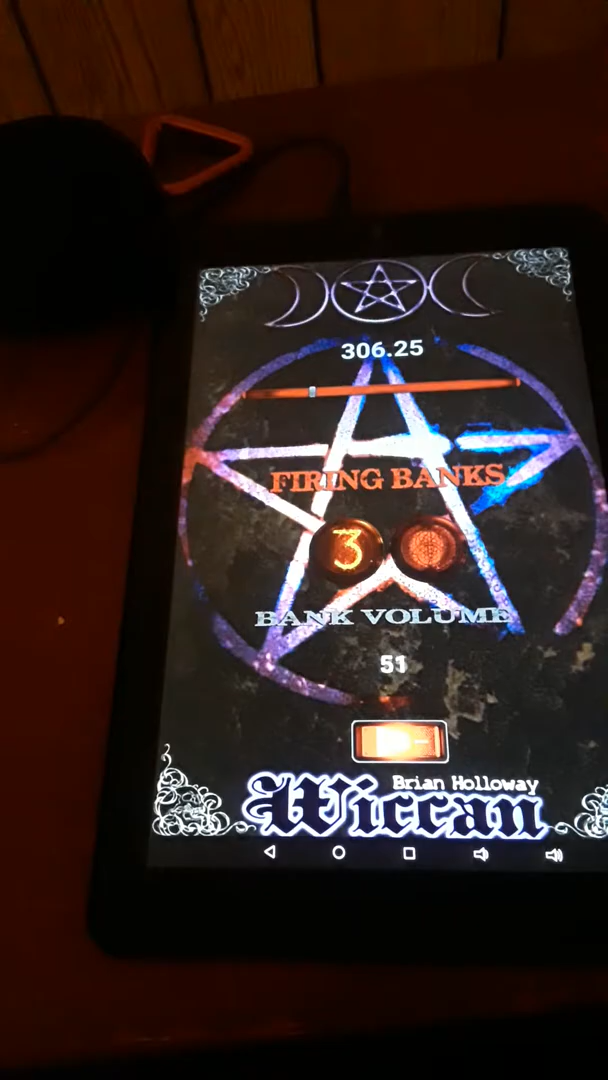 306.25
FIRING BANKS
3
BANK VOLUME
51
Brian Holloway
Wiccan